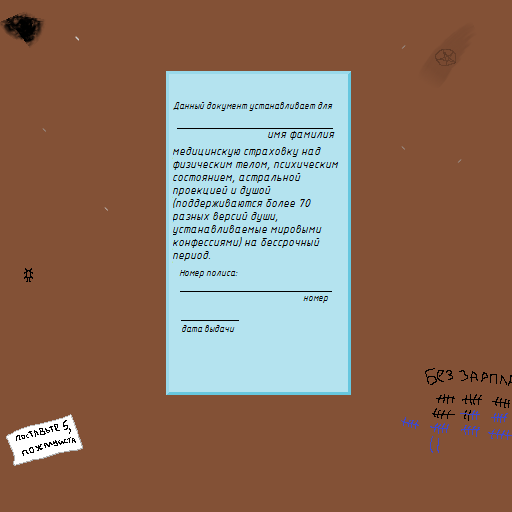 Данный документ устанавливает для
имя фамилия
медицинскую страховку над
физическим телом, психическим
состоянием, астральной
проекцией и душой
(поддерживаются более 70
разных версий души,
устанавливаемые мировыми
конфессиями) на бессрочный
период.
Номер полиса:
номер
дата выдачи
БЕЗ ЗАРПЛА
ПОСТАВЬТЕ 5,
ПОЖАЛУЙСТА